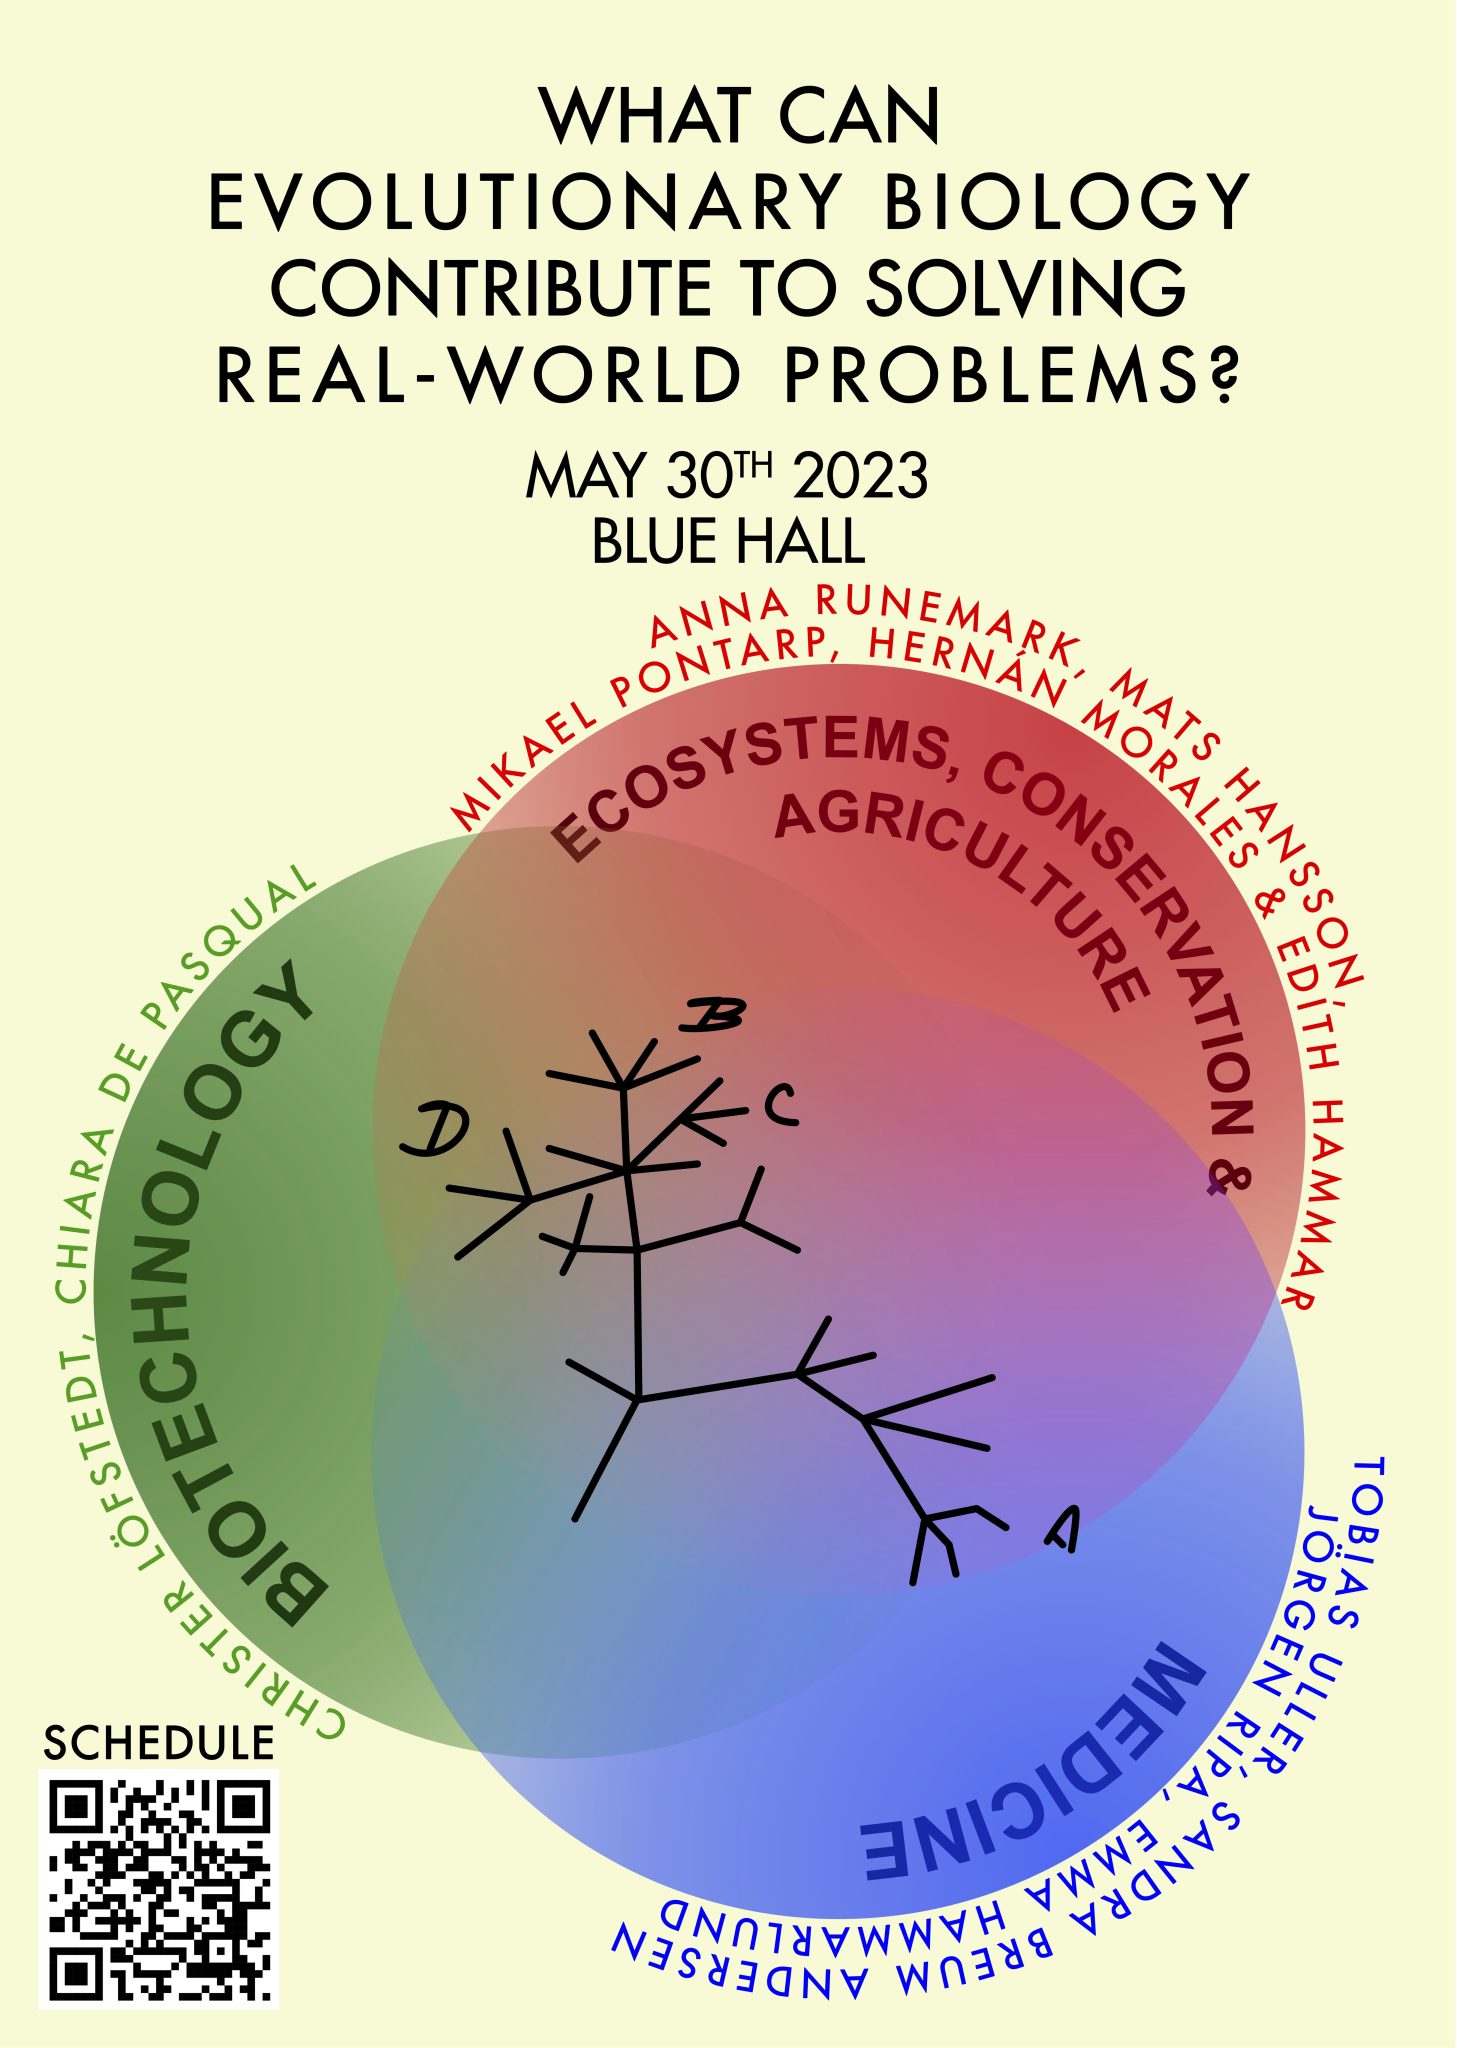 WHAT CAN
EVOLUTIONARY BIOLOGY
CONTRIBUTE TO SOLVING
REAL-WORLD PROBLEMS?
MAY 30TH 2023
BLUE HALL
ANNA RUNEMARK, MATS HANSSON,
MIKAEL PONTARP, HERNÁN MORALES & EDITH HAMMAR
ECOSYSTEMS, CONSERVATION &
AGRICULTURE
CHRISTER LÖFSTEDT, CHIARA DE PASQUAL
BIOTECHNOLOGY
B
C
D
A
MEDICINE
TOBIAS ULLER, SANDRA BREUM ANDERSEN
JÖRGEN RIPA, EMMA HAMMARLUND
SCHEDULE